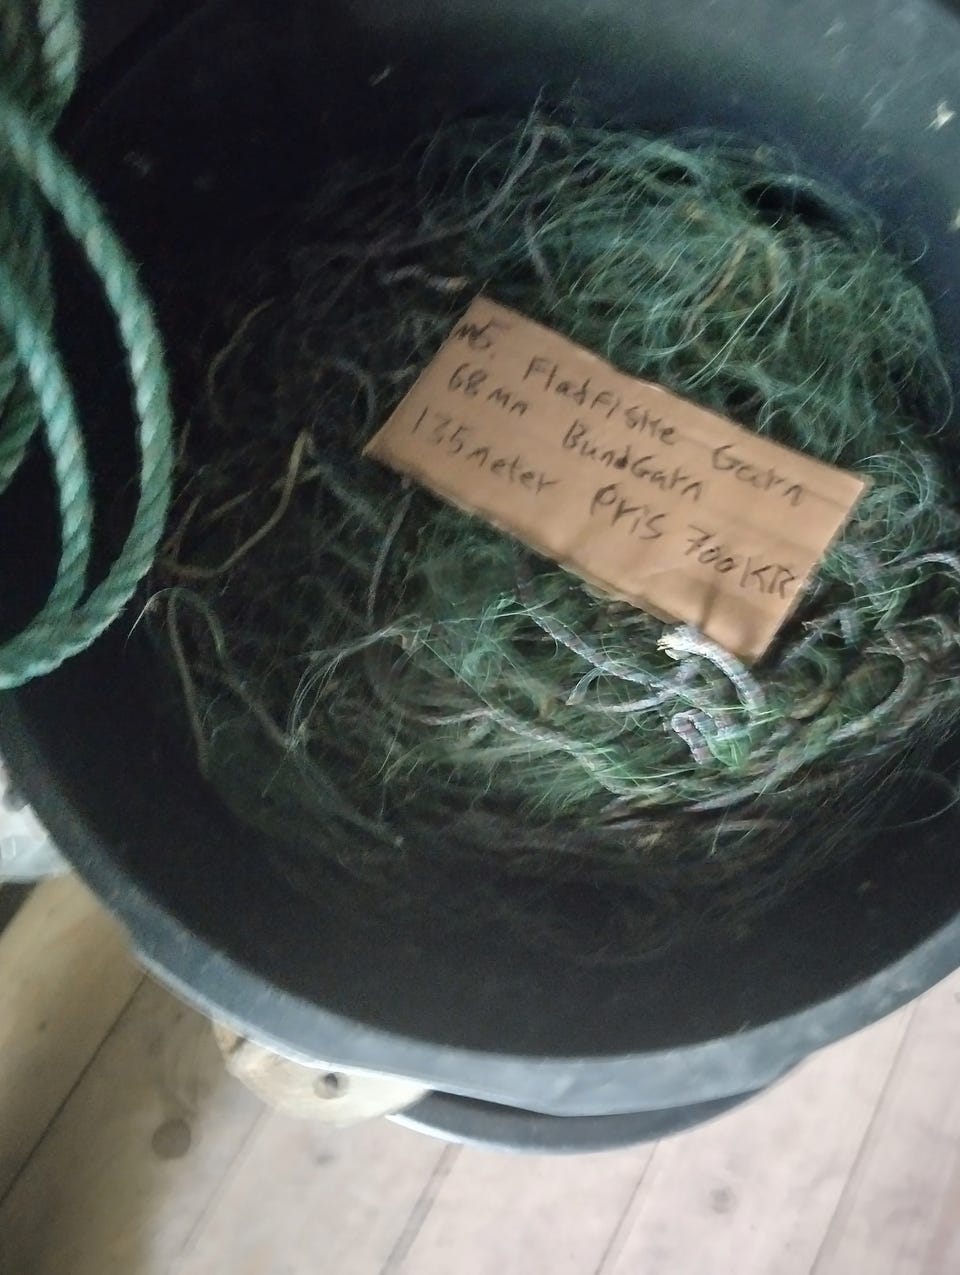 Fladfiske Garn
68mm BundGarn
135meter Pris 700KR